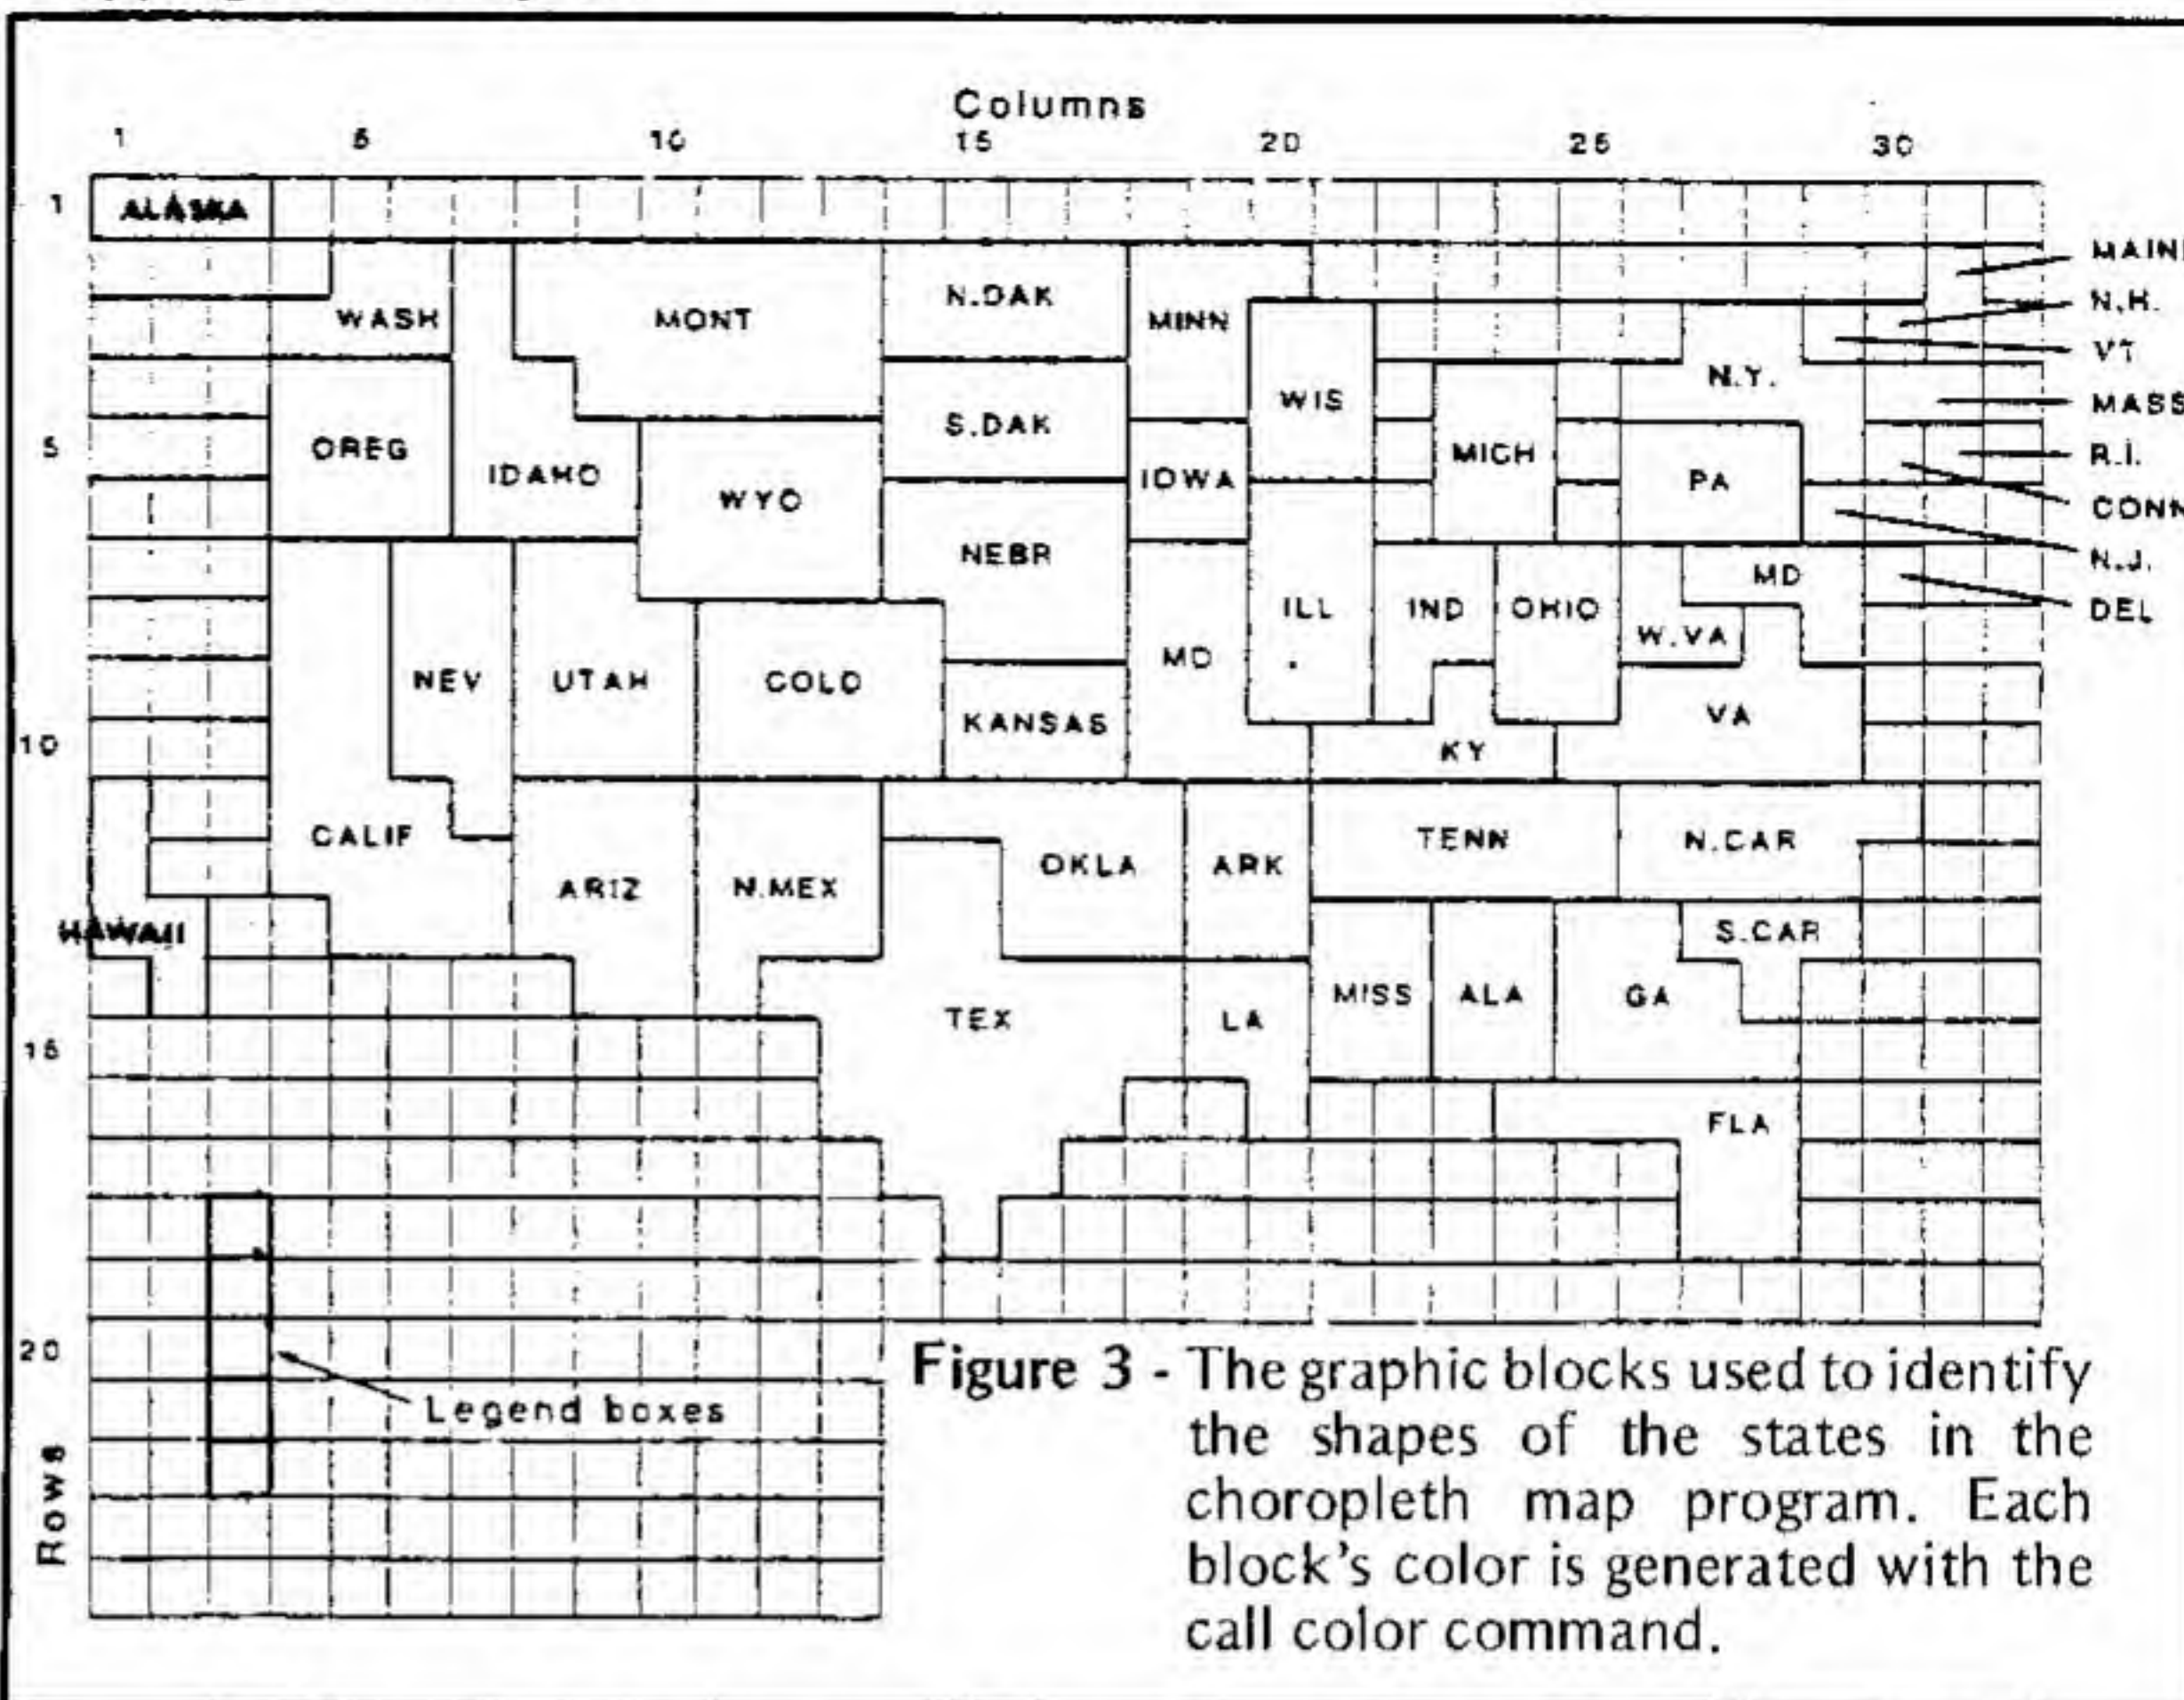 Columns
1 5 10 15 20 25 30
1
ALASKA
MAIN
N.DAK
N.H.
WASH MONT MINN
VT
N.Y.
WIS
MASS
S.DAK
5
OREG
MICH
R.I.
IDAHO
IOWA
PA
WYO
CONN
NEBR
N.J.
MD
ILL
IND
OHIO
DEL
W.VA
MO
NEV
UTAH
COLO
VA
KANSAS
10
KY
CALIF
TENN
N.CAR
OKLA
ARK
ARIZ
N.MEX
HAWAII
S.CAR
MISS
ALA
GA
TEX
LA
15
FLA
20
Legend boxes
Rows
Figure 3 - The graphic blocks used to identify
the shapes of the states in the
choropleth map program. Each
block's color is generated with the
call color command.